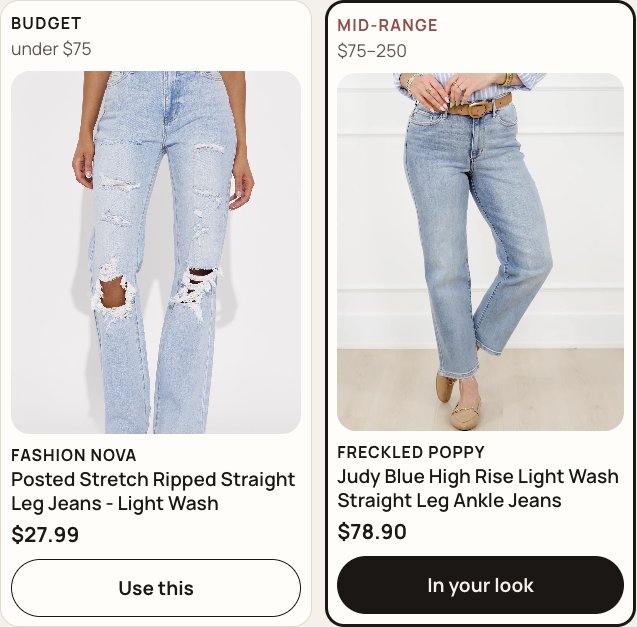 BUDGET
under $75
FASHION NOVA
Posted Stretch Ripped Straight
Leg Jeans - Light Wash
$27.99
Use this
MID-RANGE
$75–250
FRECKLED POPPY
Judy Blue High Rise Light Wash
Straight Leg Ankle Jeans
$78.90
In your look